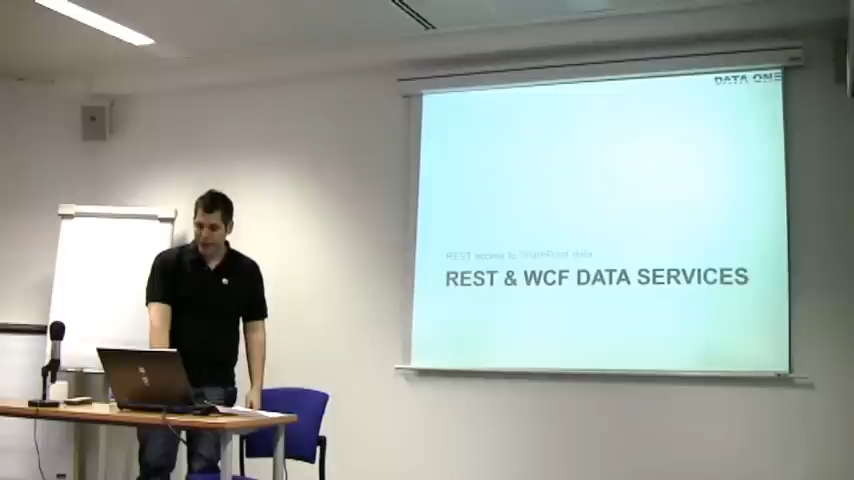 DATA ONE
REST access to SharePoint data
REST & WCF DATA SERVICES